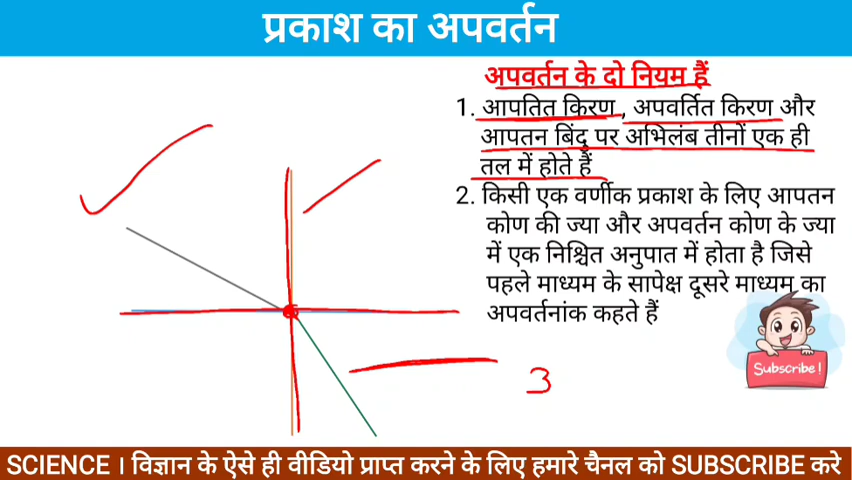 प्रकाश का अपवर्तन
अपवर्तन के दो नियम हैं
1. आपतित किरण , अपवर्तित किरण और
आपतन बिंदु पर अभिलंब तीनों एक ही
तल में होते हैं
2. किसी एक वर्णीक प्रकाश के लिए आपतन
कोण की ज्या और अपवर्तन कोण के ज्या
में एक निश्चित अनुपात में होता है जिसे
पहले माध्यम के सापेक्ष दूसरे माध्यम का
अपवर्तनांक कहते हैं
Subscribe !
3
SCIENCE । विज्ञान के ऐसे ही वीडियो प्राप्त करने के लिए हमारे चैनल को SUBSCRIBE करे